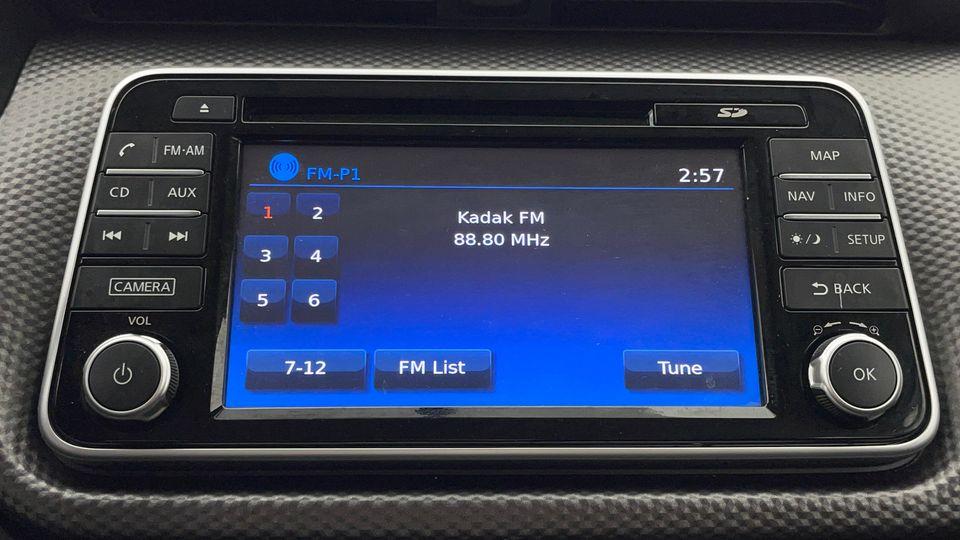 SD
FM·AM
CD AUX
CAMERA
VOL
FM-P1 2:57
1 2
3 4
5 6
Kadak FM
88.80 MHz
7-12 FM List Tune
MAP
NAV INFO
SETUP
BACK
OK